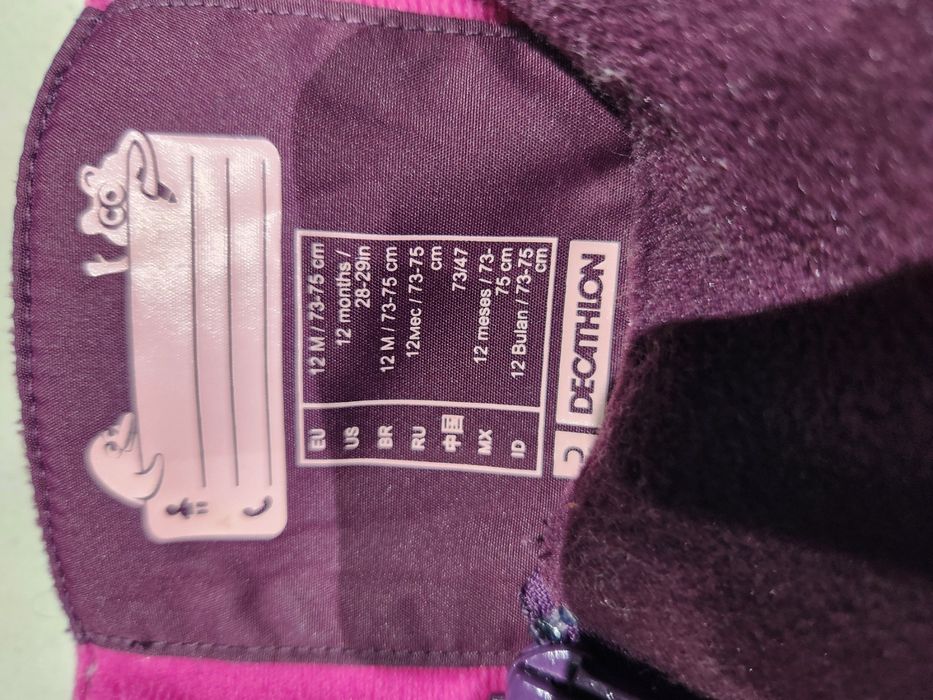 EU 12 M / 73-75 cm
US 12 months /
28-29in
BR 12 M / 73-75 cm
RU 12мес / 73-75
cm
中国 73/47
MX 12 meses / 73-
75 cm
ID 12 Bulan / 73-75
cm
DECATHLON